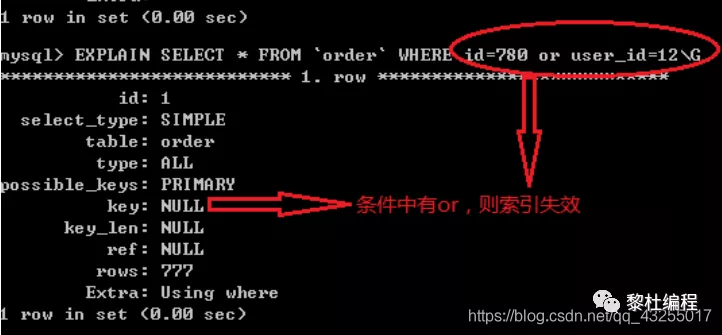 1 row in set (0.00 sec)
mysql> EXPLAIN SELECT * FROM `order` WHERE id=780 or user_id=12\G
*************************** 1. row ***************************
id: 1
select_type: SIMPLE
table: order
type: ALL
possible_keys: PRIMARY
key: NULL
条件中有or，则索引失效
key_len: NULL
ref: NULL
rows: 777
Extra: Using where
1 row in set (0.00 sec)
黎杜编程
https://blog.csdn.net/qq_43255017